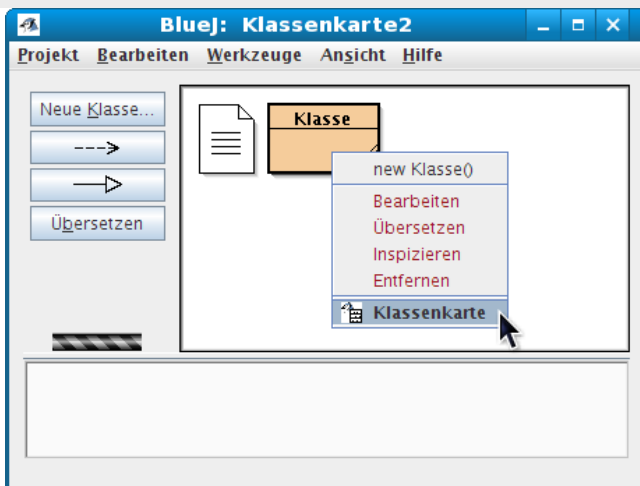 BlueJ: Klassenkarte2
Projekt Bearbeiten Werkzeuge Ansicht Hilfe
Neue Klasse...
Übersetzen
Klasse
new Klasse()
Bearbeiten
Übersetzen
Inspizieren
Entfernen
Klassenkarte